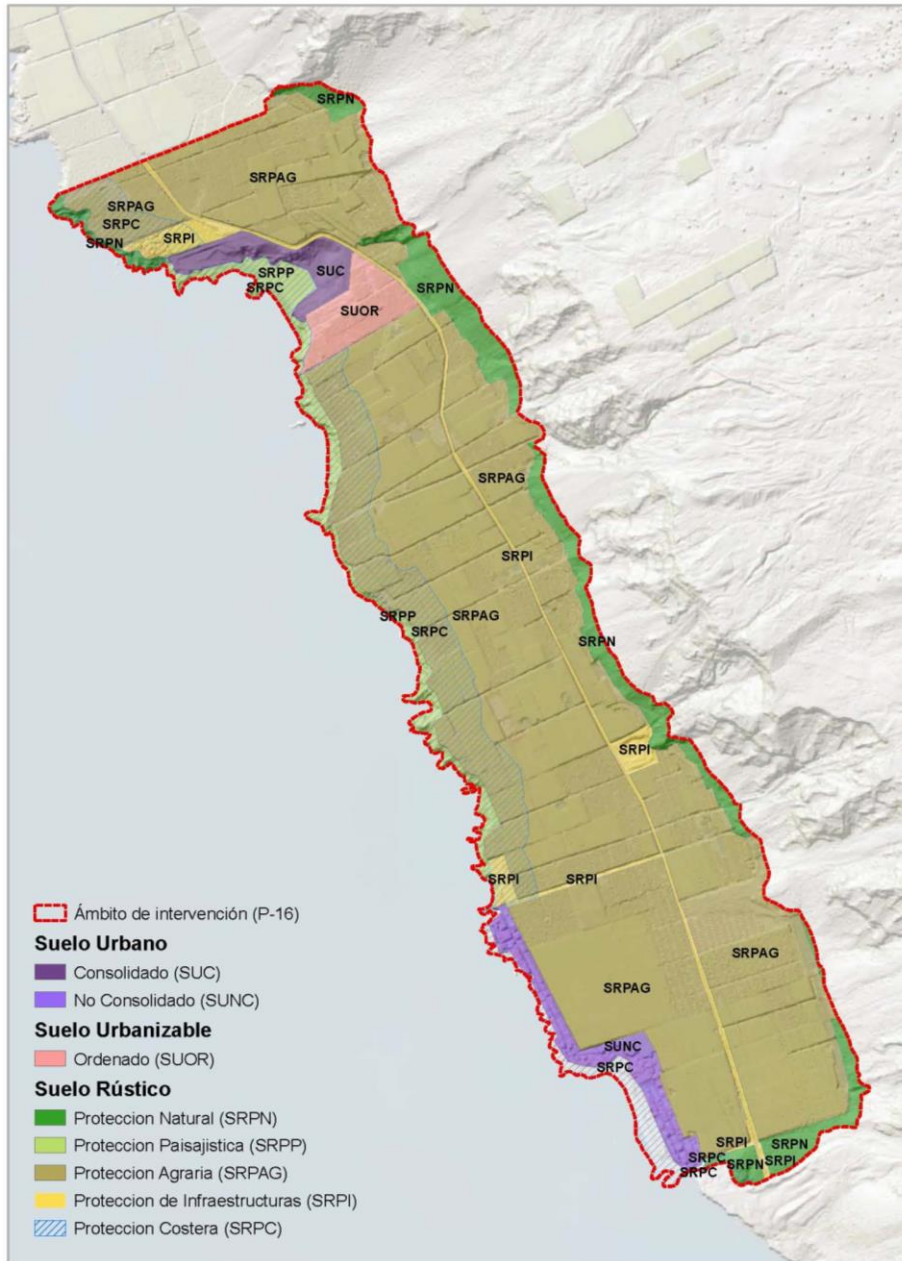 SRPN
SRPAG
SRPAG
SRPC
SRPN
SRPI
SRPP
SRPC
SUC
SRPN
SUOR
SRPAG
SRPI
SRPP
SRPC
SRPAG
SRPN
SRPI
SRPI
SRPI
SRPAG
SRPAG
SUNC
SRPC
SRPI
SRPN
SRPC
SRPN
SRPI
SRPC
Ámbito de intervención (P-16)
Suelo Urbano
Consolidado (SUC)
No Consolidado (SUNC)
Suelo Urbanizable
Ordenado (SUOR)
Suelo Rústico
Proteccion Natural (SRPN)
Proteccion Paisajistica (SRPP)
Proteccion Agraria (SRPAG)
Proteccion de Infraestructuras (SRPI)
Proteccion Costera (SRPC)